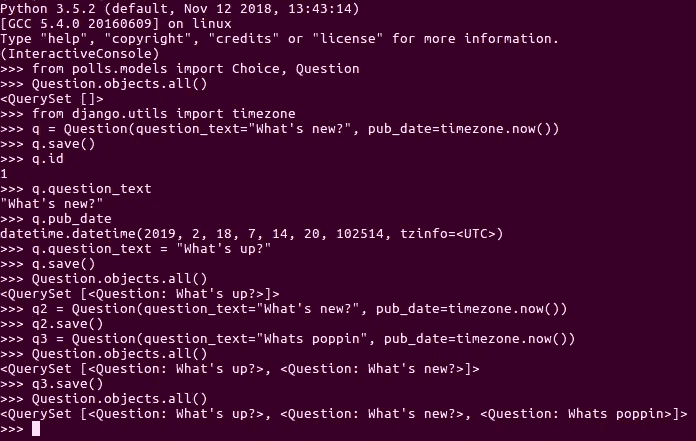 Python 3.5.2 (default, Nov 12 2018, 13:43:14)
[GCC 5.4.0 20160609] on linux
Type "help", "copyright", "credits" or "license" for more information.
(InteractiveConsole)
>>> from polls.models import Choice, Question
>>> Question.objects.all()
<QuerySet []>
>>> from django.utils import timezone
>>> q = Question(question_text="What's new?", pub_date=timezone.now())
>>> q.save()
>>> q.id
1
>>> q.question_text
"What's new?"
>>> q.pub_date
datetime.datetime(2019, 2, 18, 7, 14, 20, 102514, tzinfo=<UTC>)
>>> q.question_text = "What's up?"
>>> q.save()
>>> Question.objects.all()
<QuerySet [<Question: What's up?>]>
>>> q2 = Question(question_text="What's new?", pub_date=timezone.now())
>>> q2.save()
>>> q3 = Question(question_text="Whats poppin", pub_date=timezone.now())
>>> Question.objects.all()
<QuerySet [<Question: What's up?>, <Question: What's new?>]>
>>> q3.save()
>>> Question.objects.all()
<QuerySet [<Question: What's up?>, <Question: What's new?>, <Question: Whats poppin>]>
>>>